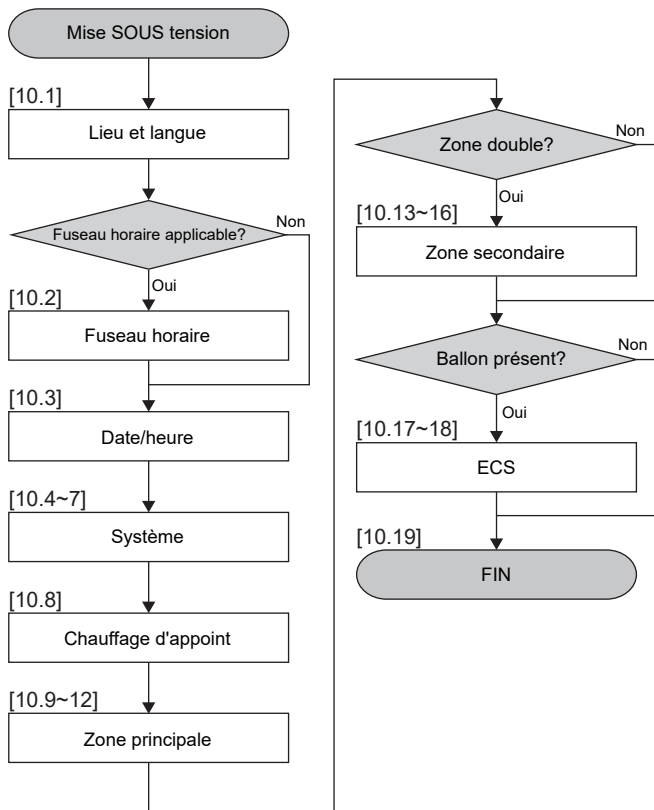 Mise SOUS tension
[10.1]
Lieu et langue
Fuseau horaire applicable?
Non
Oui
[10.2]
Fuseau horaire
[10.3]
Date/heure
[10.4~7]
Système
[10.8]
Chauffage d'appoint
[10.9~12]
Zone principale
Zone double?
Non
Oui
[10.13~16]
Zone secondaire
Ballon présent?
Non
Oui
[10.17~18]
ECS
[10.19]
FIN